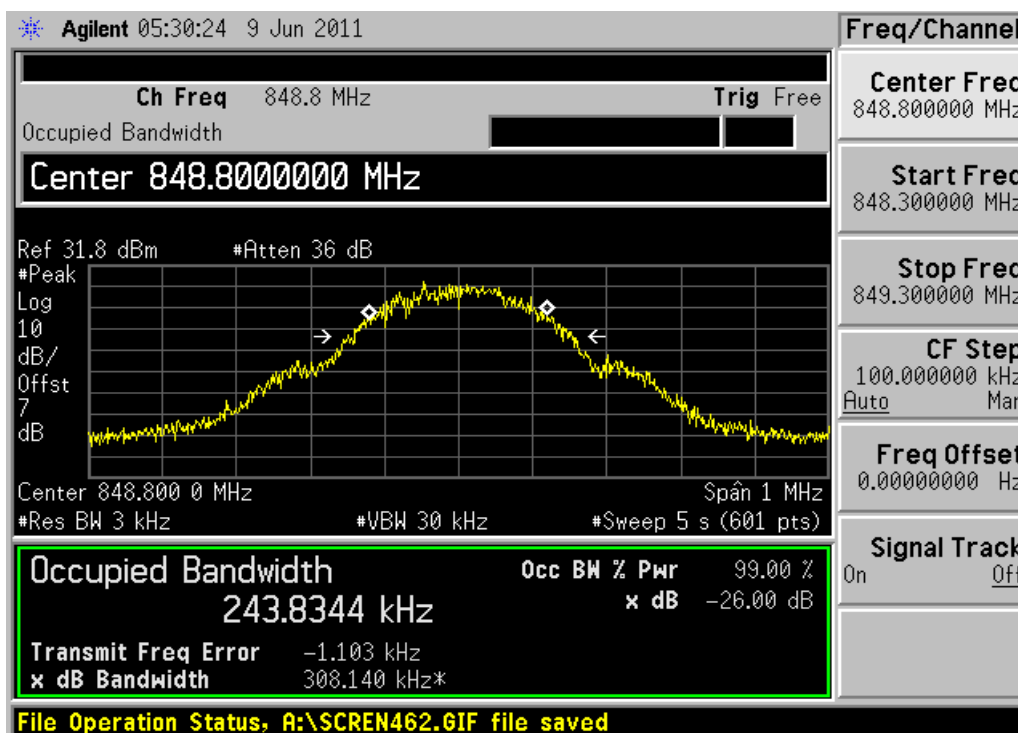 Agilent 05:30:24 9 Jun 2011
Freq/Channel
Ch Freq 848.8 MHz Trig Free
Occupied Bandwidth
Center 848.8000000 MHz
Ref 31.8 dBm #Atten 36 dB
#Peak
Log
10
dB/
Offst
7
dB
Center 848.800 0 MHz Span 1 MHz
#Res BW 3 kHz #VBW 30 kHz #Sweep 5 s (601 pts)
Occupied Bandwidth Occ BW % Pwr 99.00 %
243.8344 kHz x dB -26.00 dB
Transmit Freq Error -1.103 kHz
x dB Bandwidth 308.140 kHz*
Center Freq
848.800000 MHz
Start Freq
848.300000 MHz
Stop Freq
849.300000 MHz
CF Step
100.000000 kHz
Auto Man
Freq Offset
0.00000000 Hz
Signal Track
On Off
File Operation Status, A:\SCREN462.GIF file saved